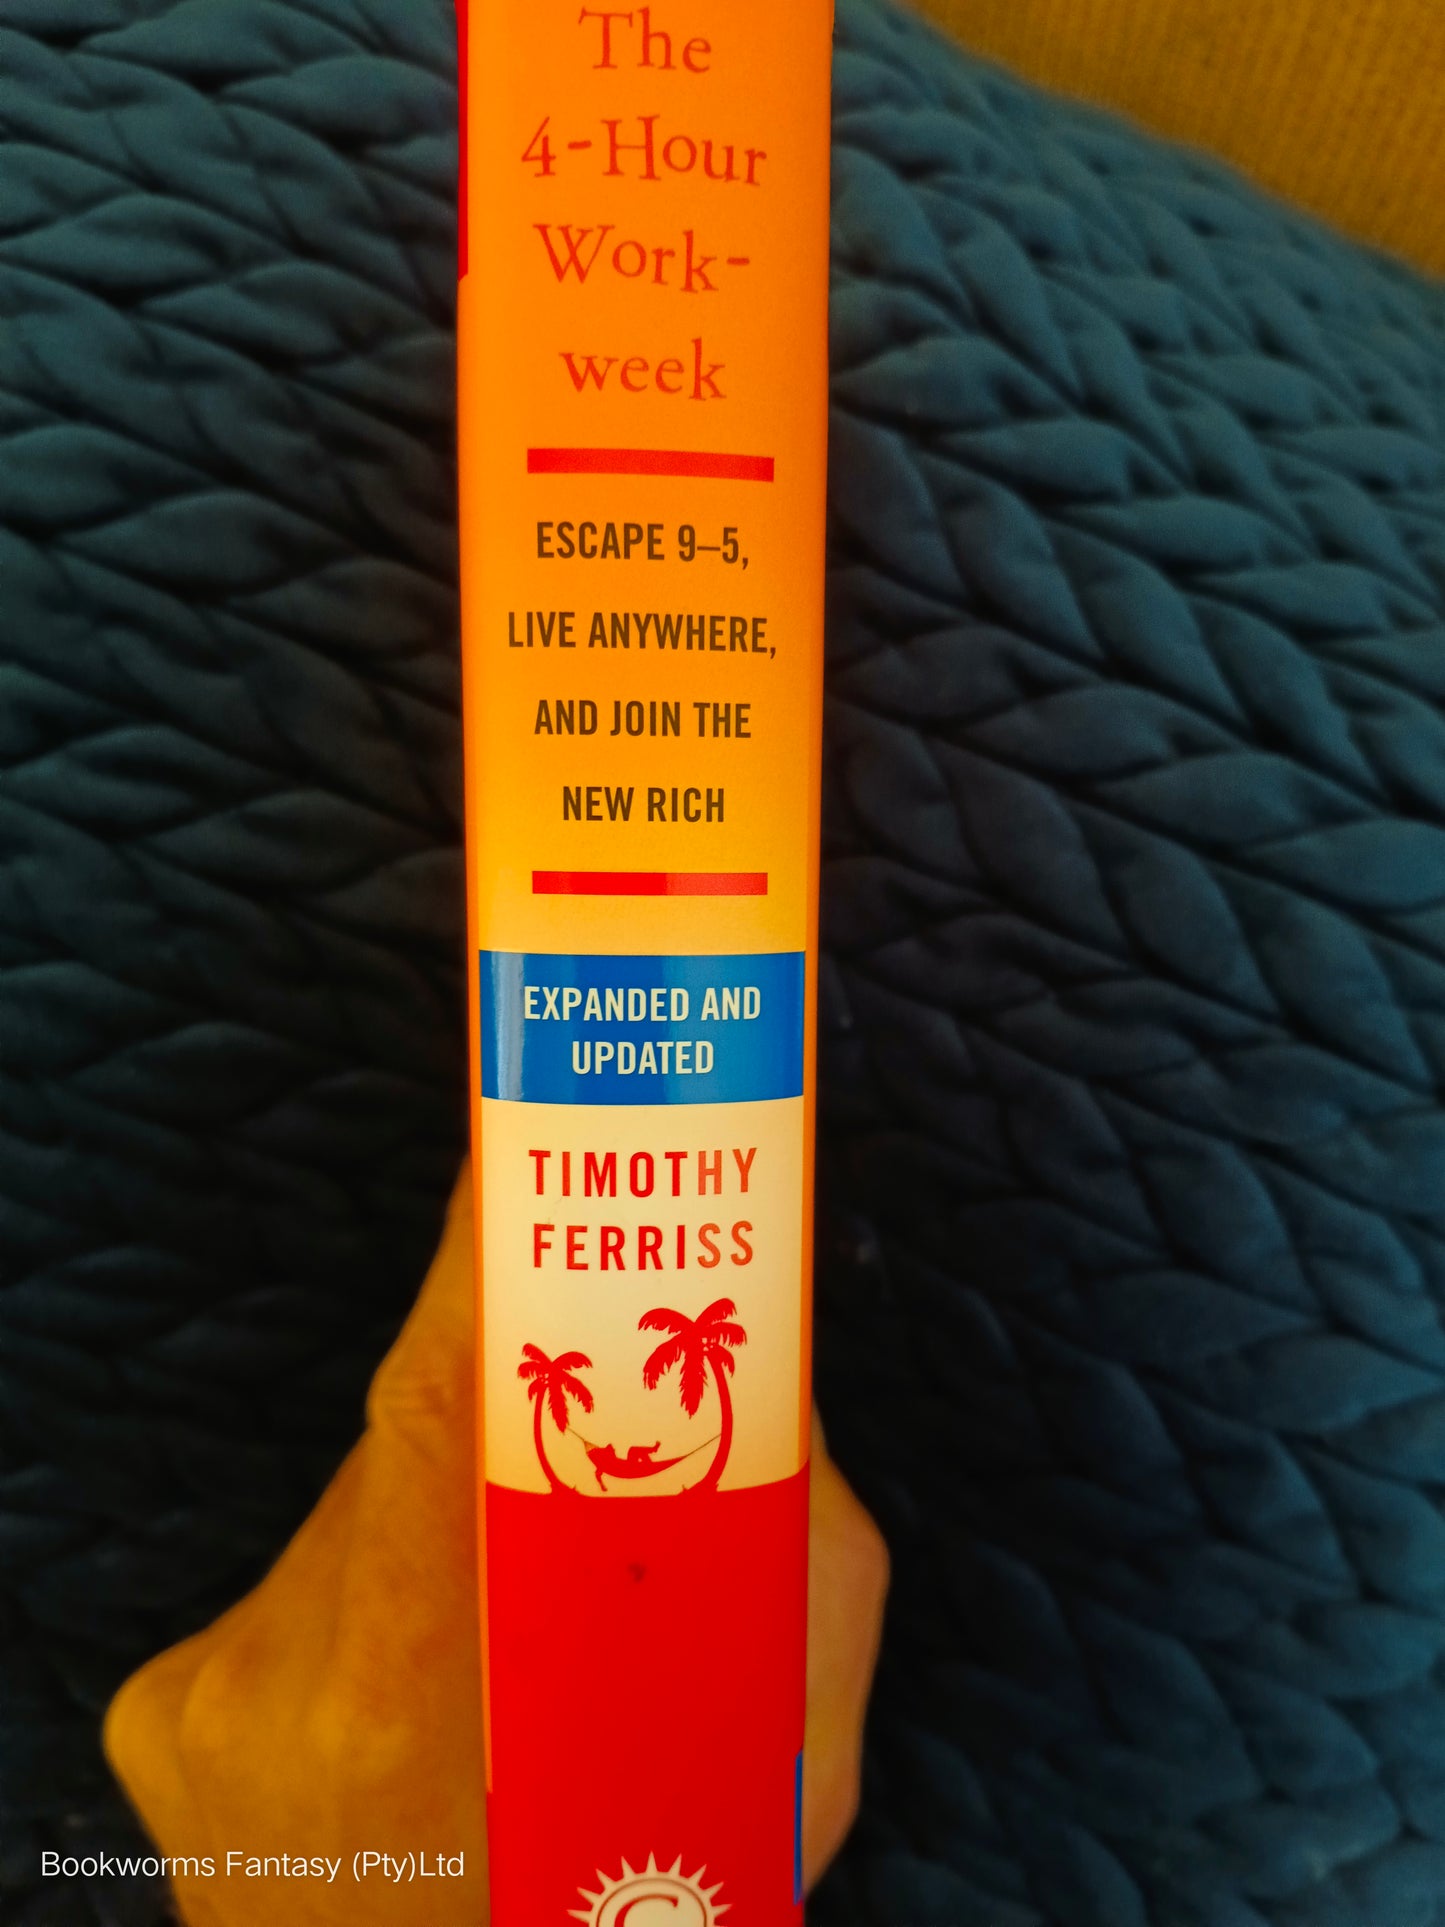 The
4-Hour
Work-
week
ESCAPE 9–5,
LIVE ANYWHERE,
AND JOIN THE
NEW RICH
EXPANDED AND
UPDATED
TIMOTHY
FERRISS
Bookworms Fantasy (Pty)Ltd
C